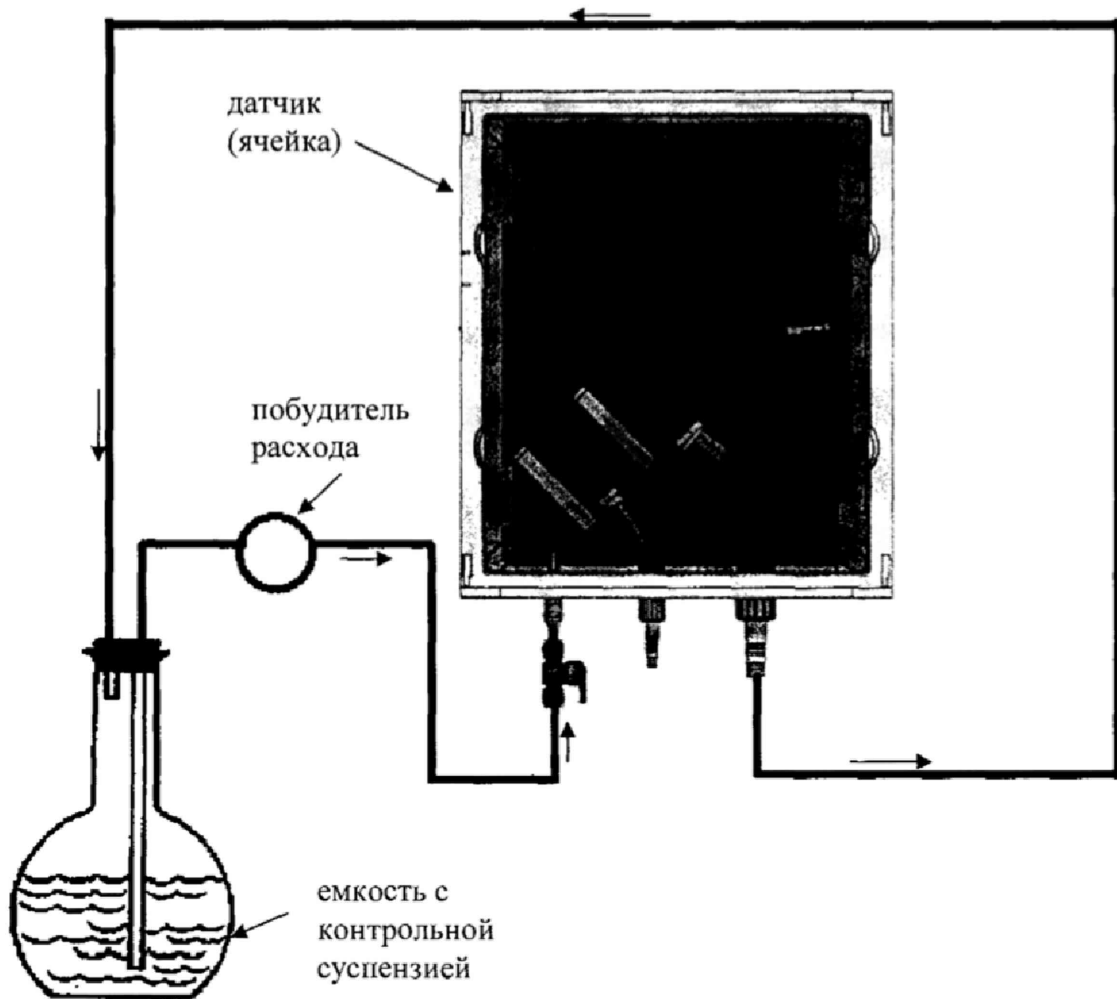 датчик
(ячейка)
побудитель
расхода
емкость с
контрольной
суспензией